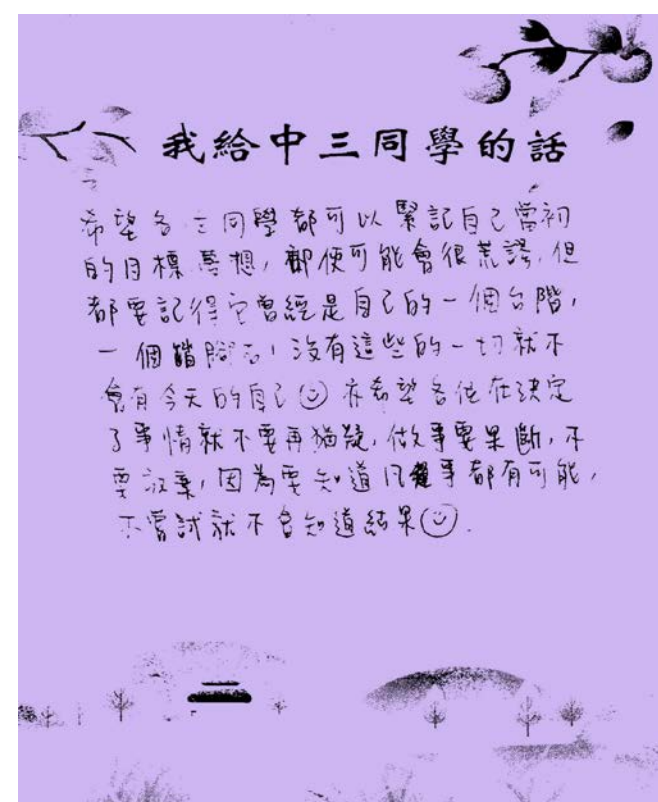 我給中三同學的話
希望各位同學都可以緊記自己當初
的目標夢想，即使可能會很荒謬，但
都要記得它曾經是自己的一個台階，
一個踏腳石，沒有這些的一切就不
會有今天的自己☺亦希望各位在決定
了事情就不要再猶疑，做事要果斷，不
要放棄，因為要知道凡事都有可能，
不嘗試就不會知道結果☺.